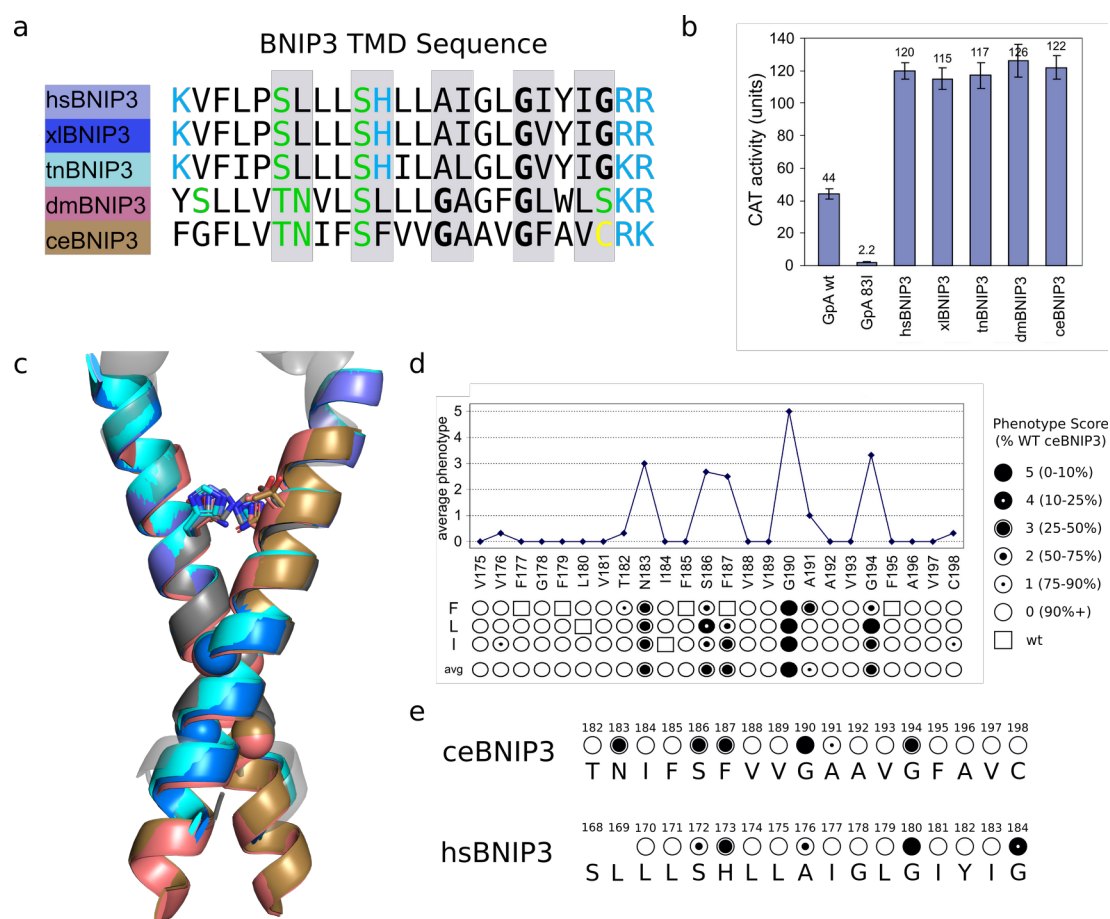 a
BNIP3 TMD Sequence
hsBNIP3 KVFLPSLLLSHLLAIGLGIYIGRR
xlBNIP3 KVFLPSLLLSHLLAIGLGVYIGRR
tnBNIP3 KVFIPSLLLSHILALGLGVYIGKR
dmBNIP3 YSLLVTNVLSLLLGAGFGLWLSKR
ceBNIP3 FGFLVTNIFSFVVGAAVGFAVCRK
b
CAT activity (units)
140
120
100
80
60
40
20
0
44
2.2
120
115
117
126
122
GpA wt
GpA 83I
hsBNIP3
xlBNIP3
tnBNIP3
dmBNIP3
ceBNIP3
c
d
average phenotype
5
4
3
2
1
0
V175 V176 F177 G178 F179 L180 V181 T182 N183 I184 F185 S186 F187 V188 V189 G190 A191 A192 V193 G194 F195 A196 V197 C198
F
L
I
avg
Phenotype Score
(% WT ceBNIP3)
5 (0-10%)
4 (10-25%)
3 (25-50%)
2 (50-75%)
1 (75-90%)
0 (90%+)
wt
e
182 183 184 185 186 187 188 189 190 191 192 193 194 195 196 197 198
ceBNIP3
T N I F S F V V G A A V G F A V C
168 169 170 171 172 173 174 175 176 177 178 179 180 181 182 183 184
hsBNIP3
S L L L S H L L A I G L G I Y I G